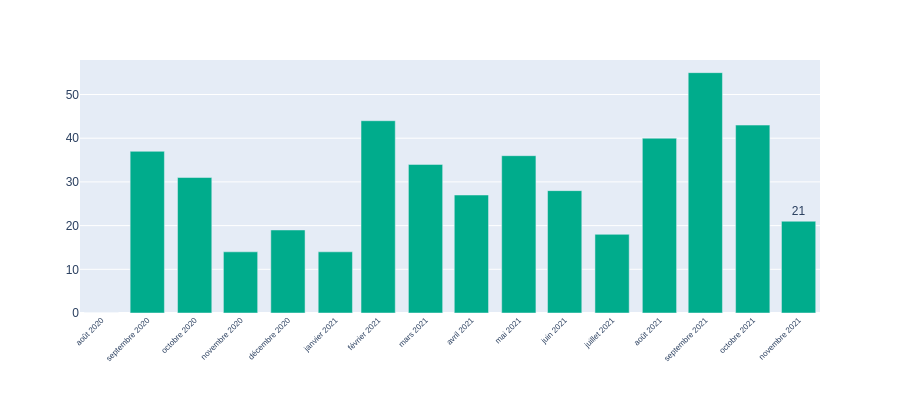 50
40
30
20
10
0
21
août 2020
septembre 2020
octobre 2020
novembre 2020
décembre 2020
janvier 2021
février 2021
mars 2021
avril 2021
mai 2021
juin 2021
juillet 2021
août 2021
septembre 2021
octobre 2021
novembre 2021